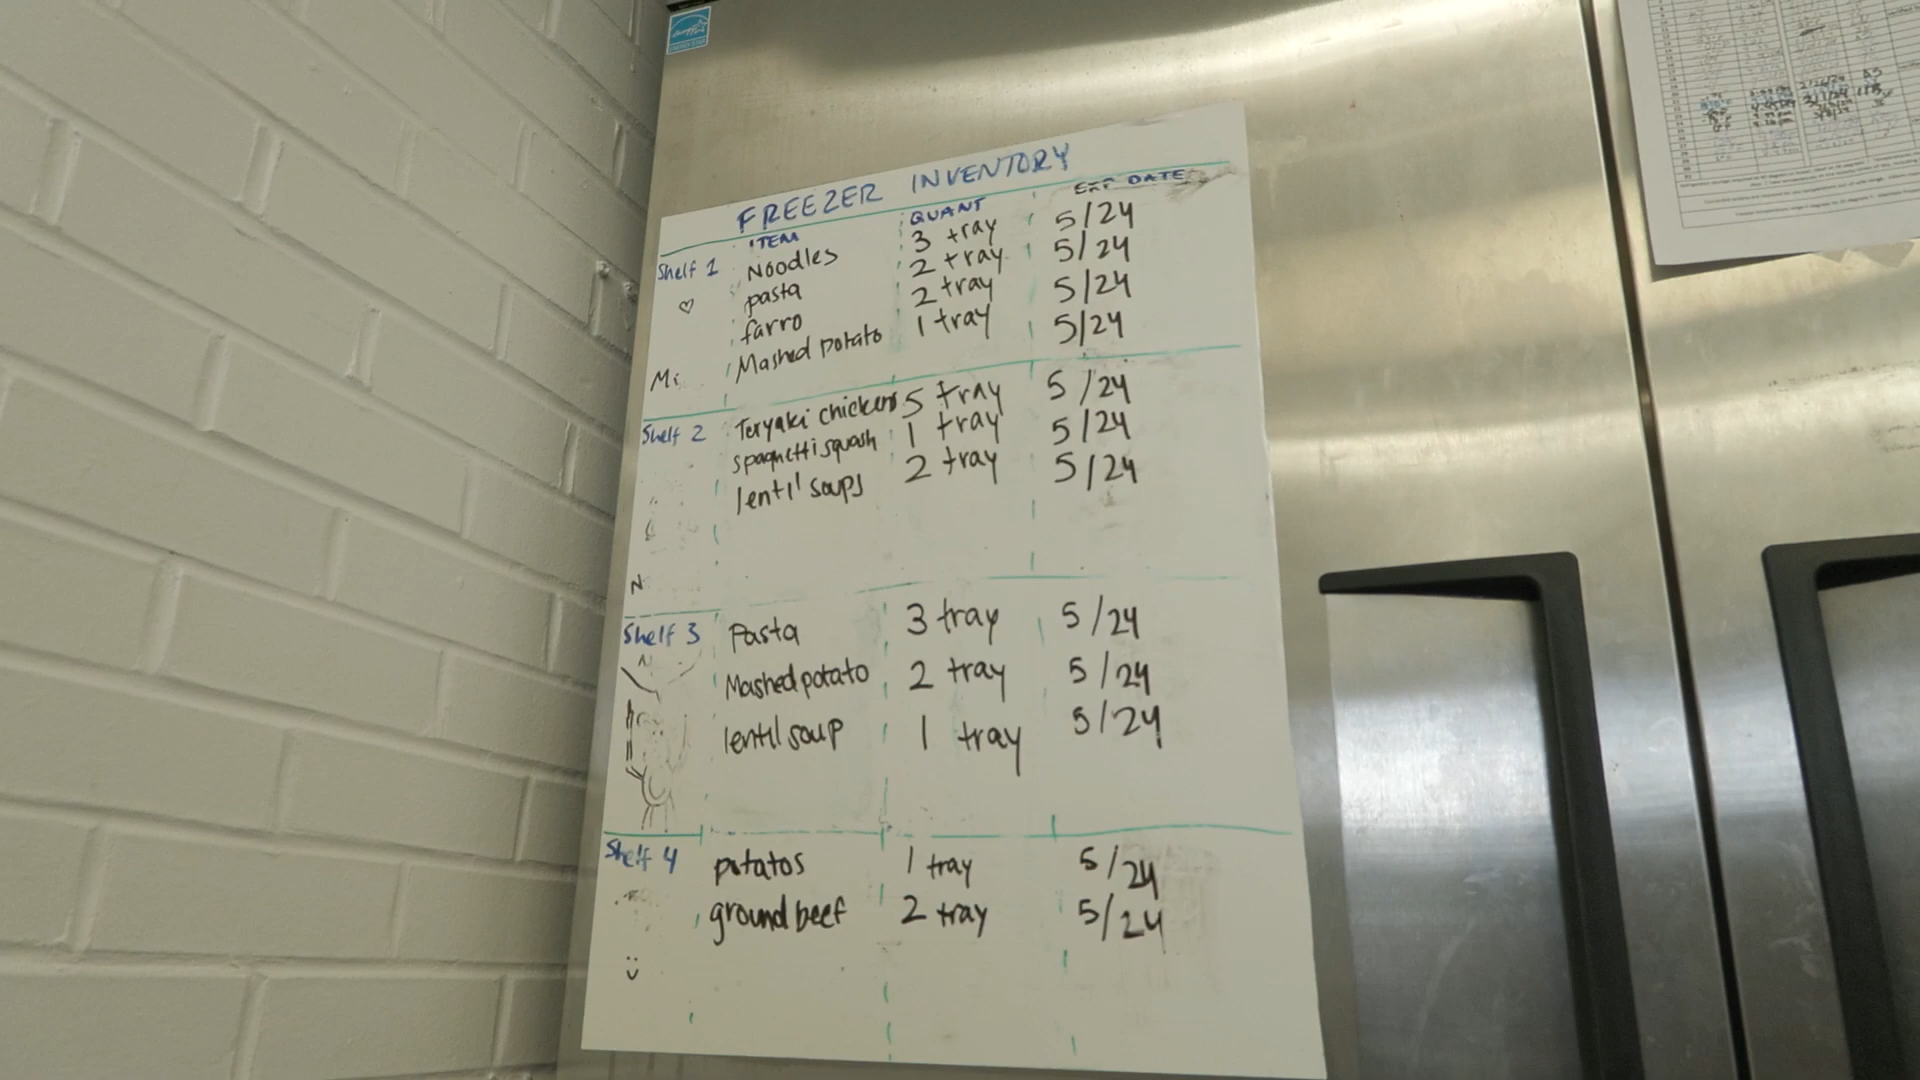 FREEZER INVENTORY
ITEM QUANT EXP DATE
Shelf 1 Noodles 3 tray 5/24
pasta 2 tray 5/24
farro 2 tray 5/24
Mashed potato 1 tray 5/24
Shelf 2 Teryaki chickens 5 tray 5/24
spaghetti squash 1 tray 5/24
lentil soups 2 tray 5/24
Shelf 3 Pasta 3 tray 5/24
Mashed potato 2 tray 5/24
lentil soup 1 tray 5/24
Shelf 4 potatos 1 tray 5/24
ground beef 2 tray 5/24